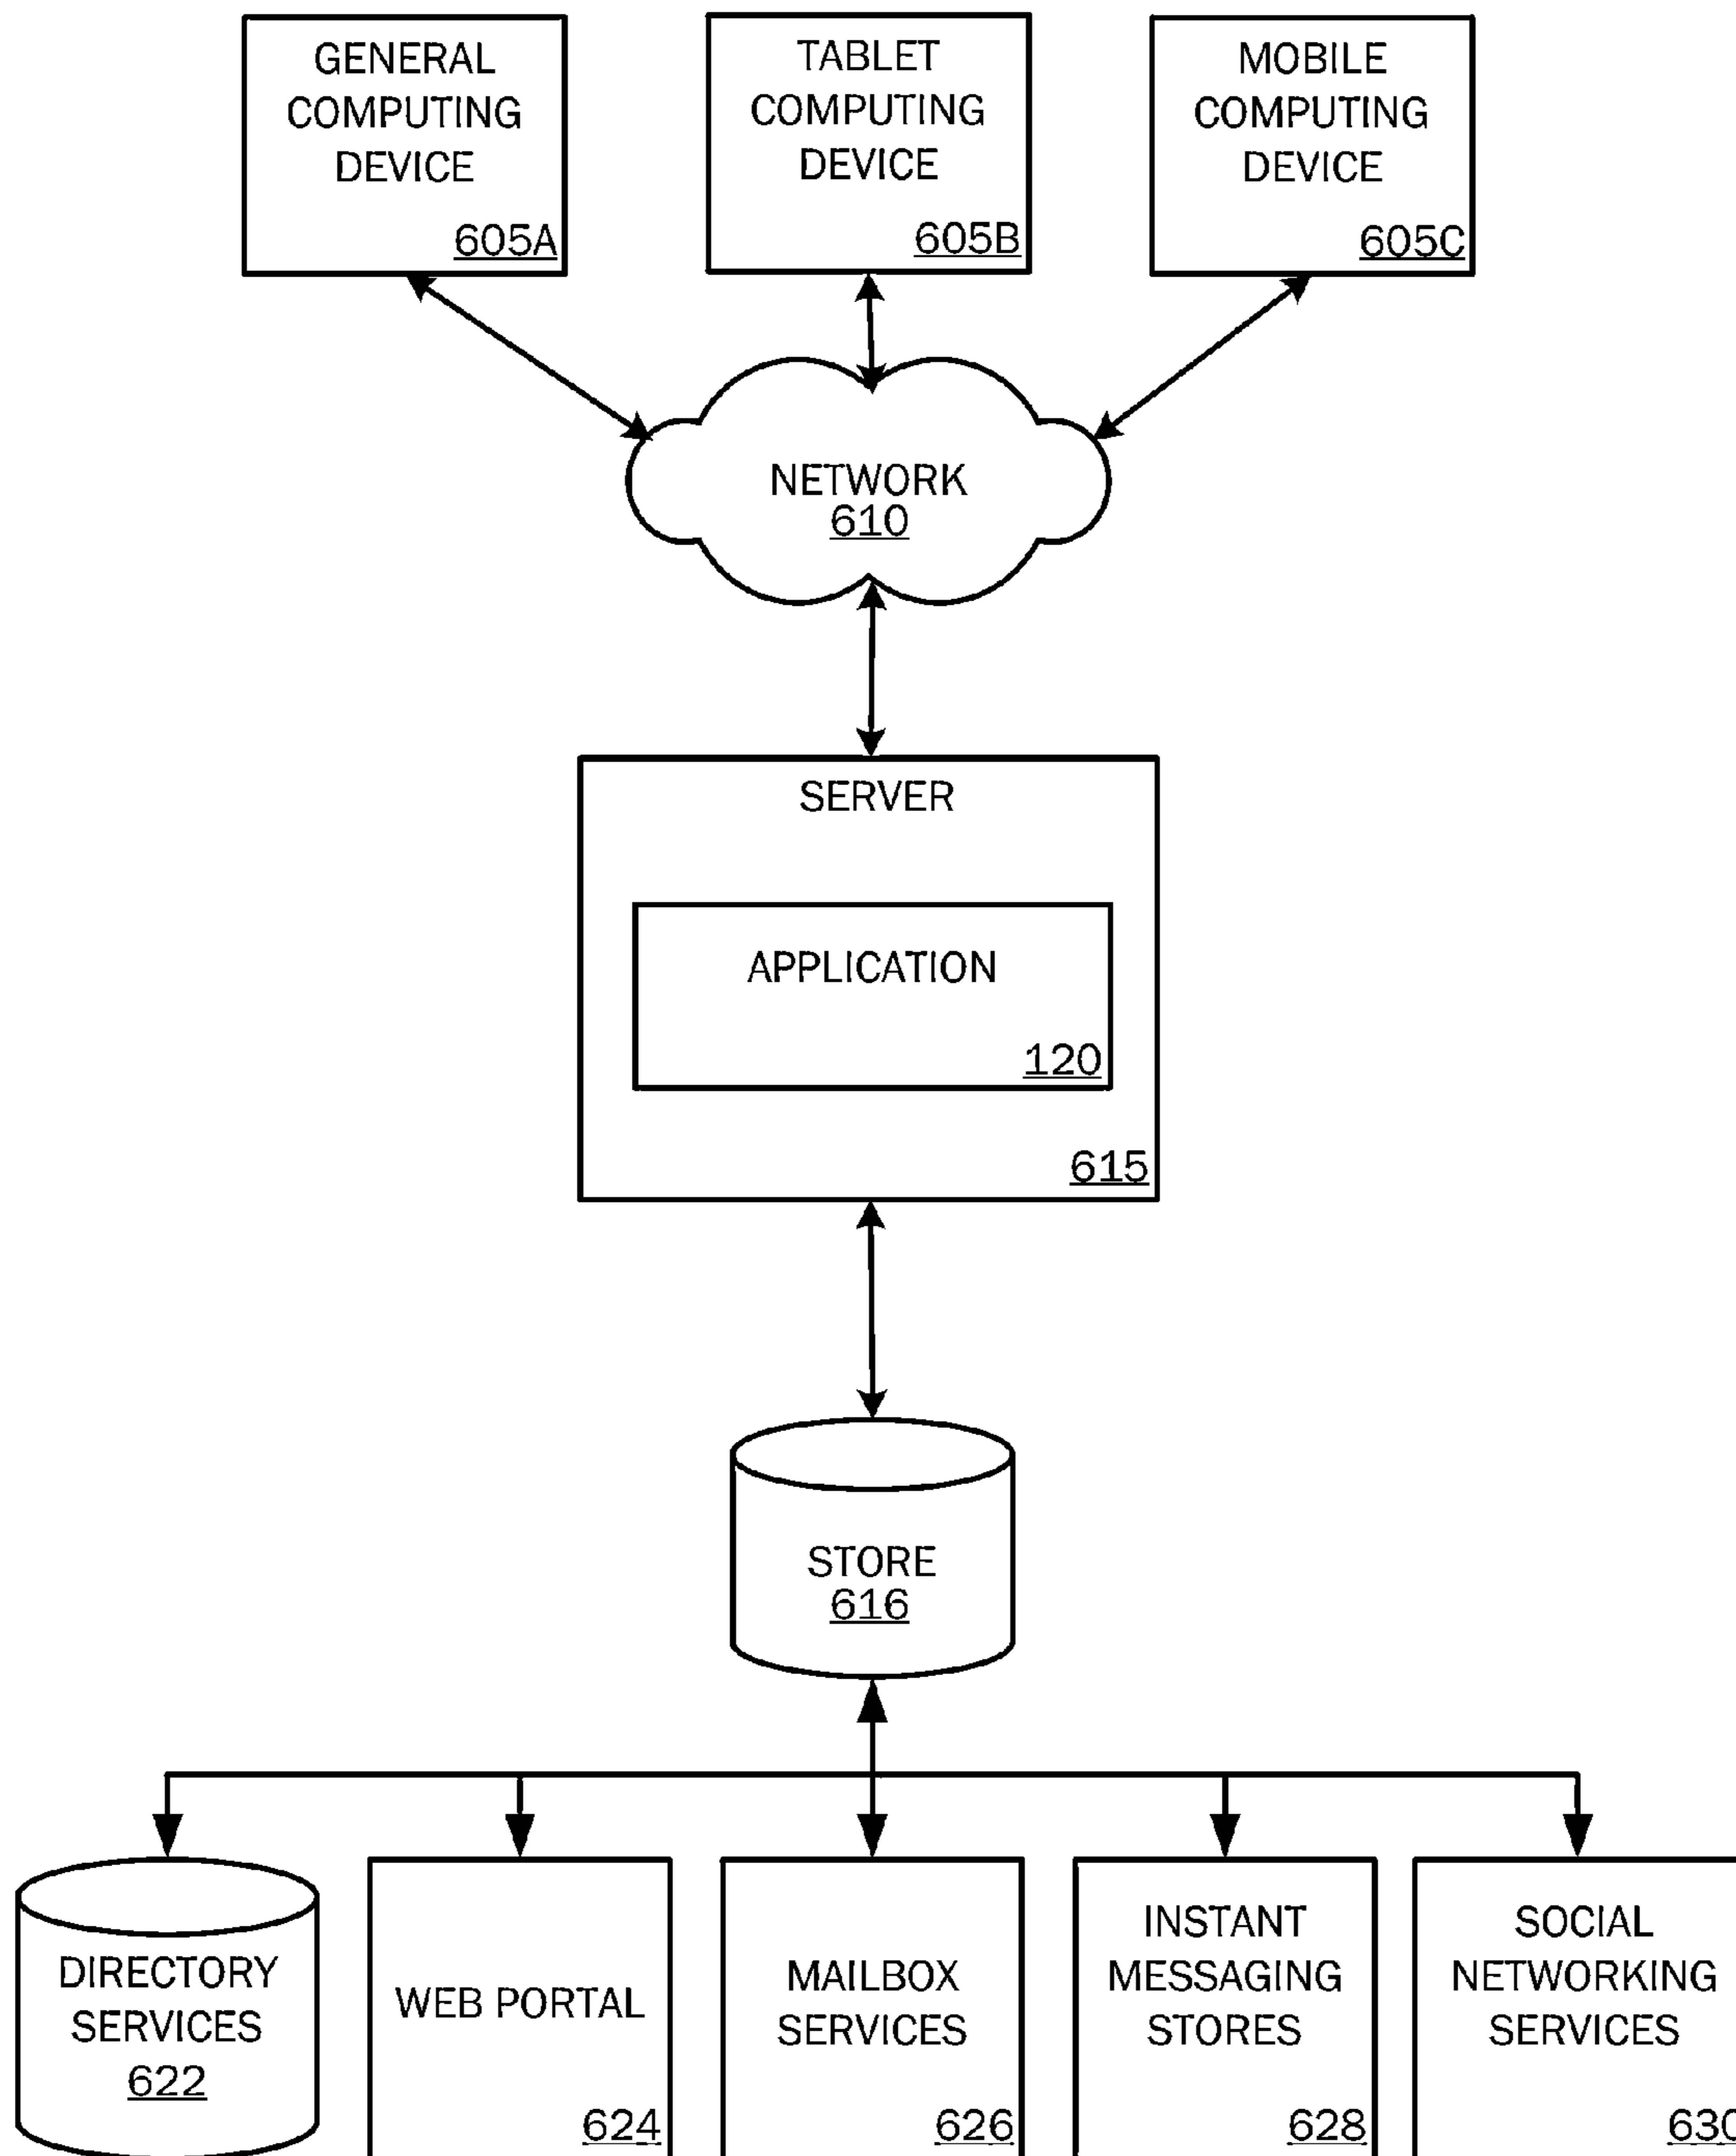 GENERAL
COMPUTING
DEVICE
605A
TABLET
COMPUTING
DEVICE
605B
MOBILE
COMPUTING
DEVICE
605C
NETWORK
610
SERVER
APPLICATION
120
615
STORE
616
DIRECTORY
SERVICES
622
WEB PORTAL
624
MAILBOX
SERVICES
626
INSTANT
MESSAGING
STORES
628
SOCIAL
NETWORKING
SERVICES
630